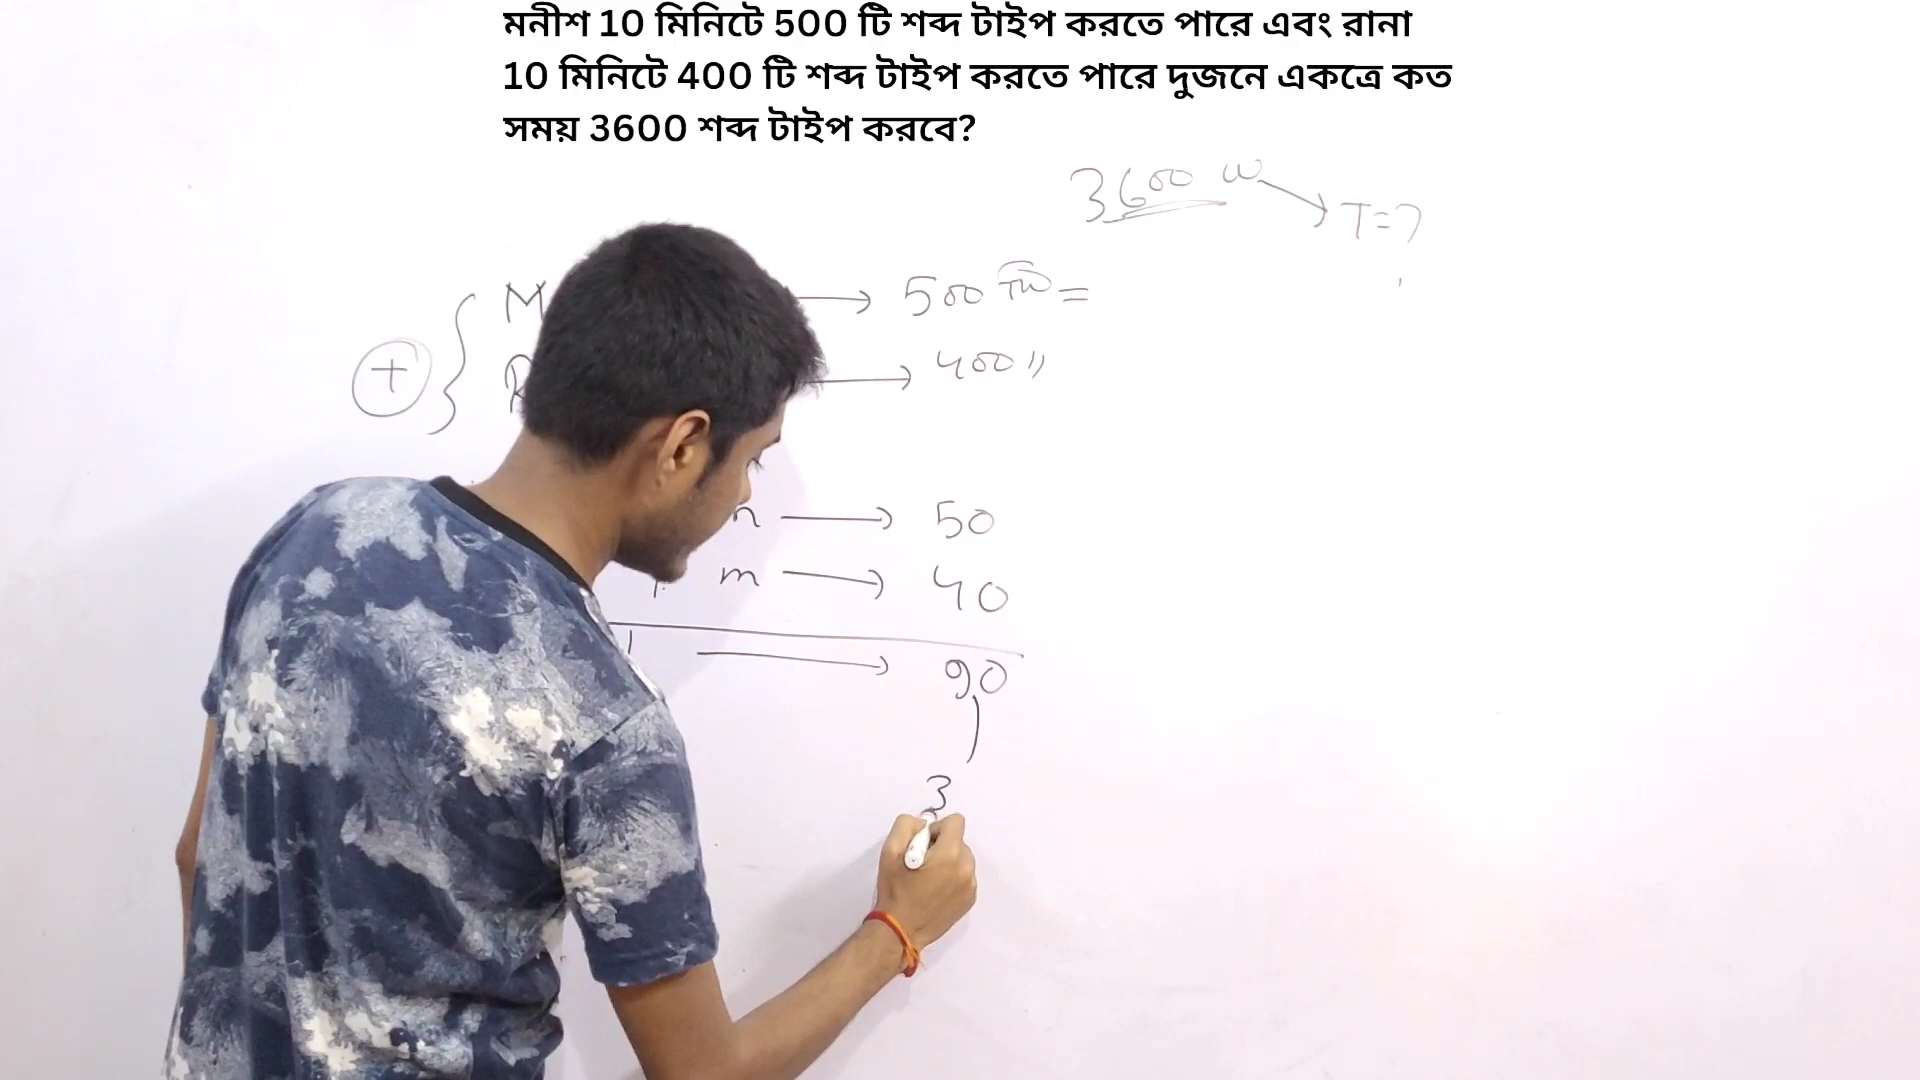 মনীশ 10 মিনিটে 500 টি শব্দ টাইপ করতে পারে এবং রানা
10 মিনিটে 400 টি শব্দ টাইপ করতে পারে দুজনে একত্রে কত
সময় 3600 শব্দ টাইপ করবে?
3600 w → T=?
+ { M → 500 =
R → 400 "
→ 50
m → 40
1 → 90
3